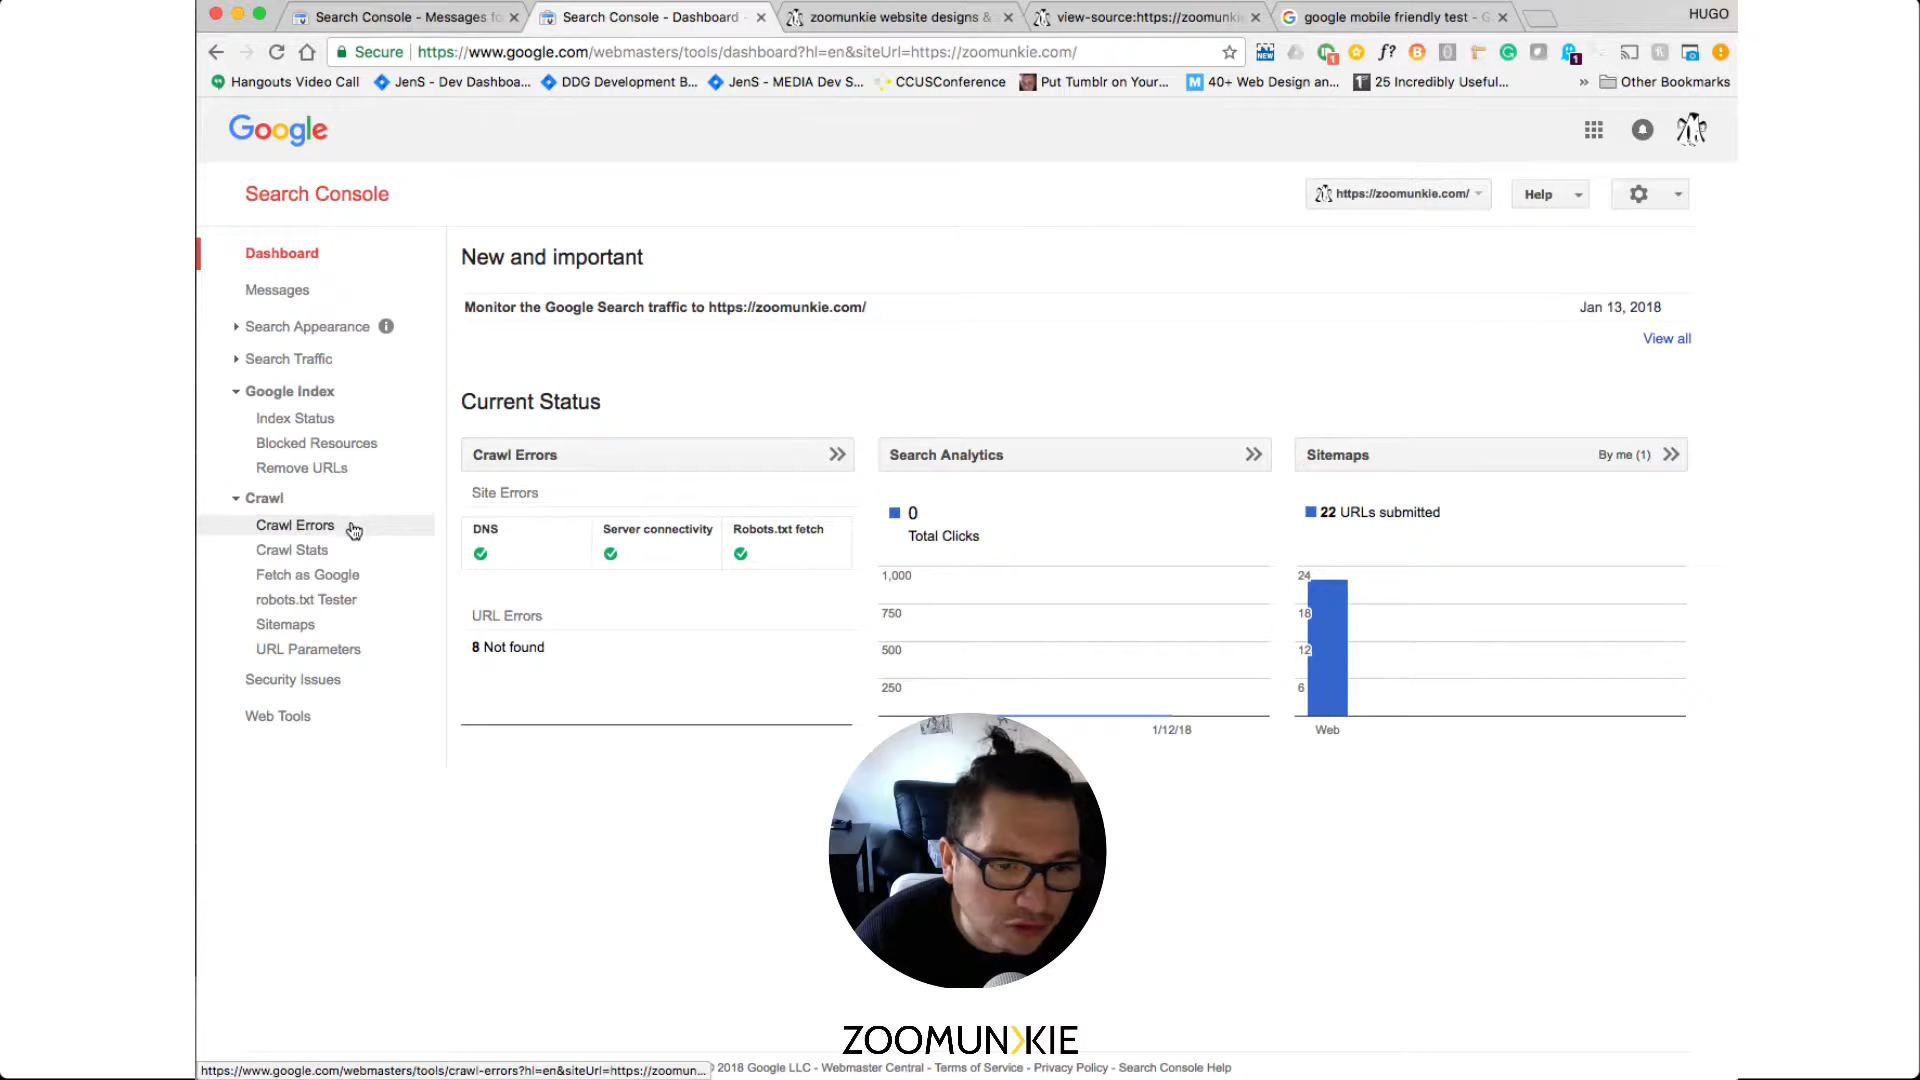 Search Console - Messages fo
Search Console - Dashboard -
zoomunkie website designs &
view-source:https://zoomunki
google mobile friendly test - G
HUGO
Secure
https://www.google.com/webmasters/tools/dashboard?hl=en&siteUrl=https://zoomunkie.com/
Hangouts Video Call
JenS - Dev Dashboa...
DDG Development B...
JenS - MEDIA Dev S...
CCUSConference
Put Tumblr on Your...
40+ Web Design an...
25 Incredibly Useful...
» Other Bookmarks
Google
Search Console
https://zoomunkie.com/
Help
Dashboard
Messages
Search Appearance
Search Traffic
Google Index
Index Status
Blocked Resources
Remove URLs
Crawl
Crawl Errors
Crawl Stats
Fetch as Google
robots.txt Tester
Sitemaps
URL Parameters
Security Issues
Web Tools
New and important
Monitor the Google Search traffic to https://zoomunkie.com/
Jan 13, 2018
View all
Current Status
Crawl Errors
Site Errors
DNS
Server connectivity
Robots.txt fetch
URL Errors
8 Not found
Search Analytics
0
Total Clicks
1,000
750
500
250
1/12/18
Sitemaps
By me (1)
22 URLs submitted
24
18
12
6
Web
ZOOMUNKIE
https://www.google.com/webmasters/tools/crawl-errors?hl=en&siteUrl=https://zoomun...
2018 Google LLC - Webmaster Central - Terms of Service - Privacy Policy - Search Console Help